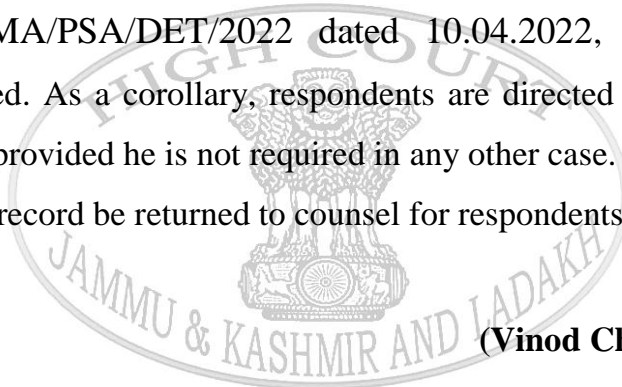 MA/PSA/DET/2022 dated 10.04.2022,
ed. As a corollary, respondents are directed
provided he is not required in any other case.
record be returned to counsel for respondents
HIGH COURT
JAMMU & KASHMIR AND LADAKH
(Vinod Ch